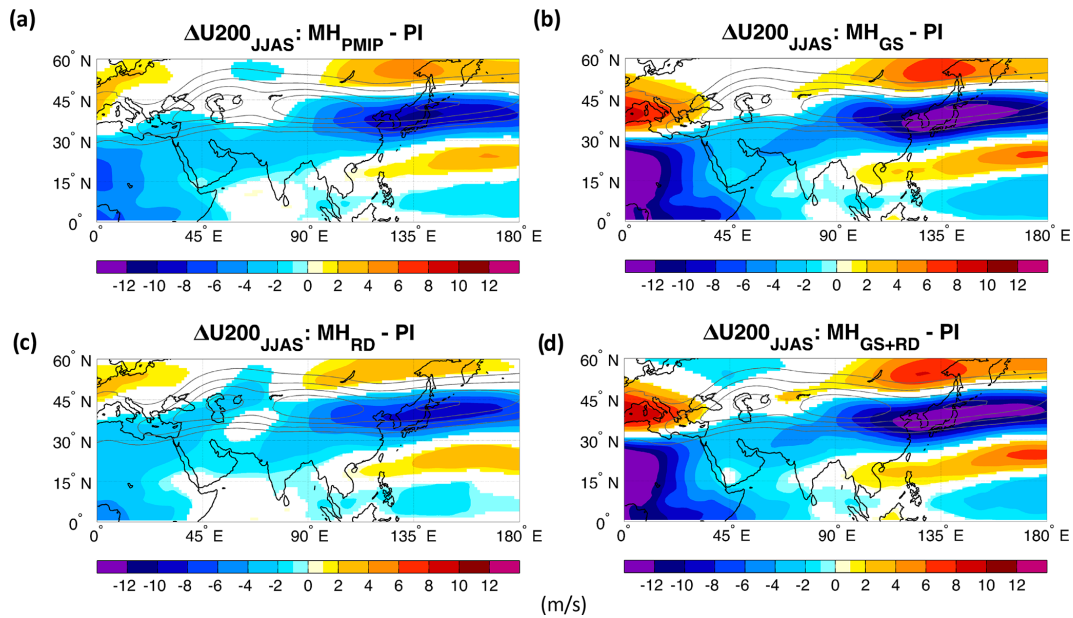 (a)
ΔU200JJAS: MHPMIP - PI
60° N
45° N
30° N
15° N
0°
0° 45° E 90° E 135° E 180° E
-12 -10 -8 -6 -4 -2 0 2 4 6 8 10 12
(b)
ΔU200JJAS: MHGS - PI
60° N
45° N
30° N
15° N
0°
0° 45° E 90° E 135° E 180° E
-12 -10 -8 -6 -4 -2 0 2 4 6 8 10 12
(c)
ΔU200JJAS: MHRD - PI
60° N
45° N
30° N
15° N
0°
0° 45° E 90° E 135° E 180° E
-12 -10 -8 -6 -4 -2 0 2 4 6 8 10 12
(d)
ΔU200JJAS: MHGS+RD - PI
60° N
45° N
30° N
15° N
0°
0° 45° E 90° E 135° E 180° E
-12 -10 -8 -6 -4 -2 0 2 4 6 8 10 12
(m/s)